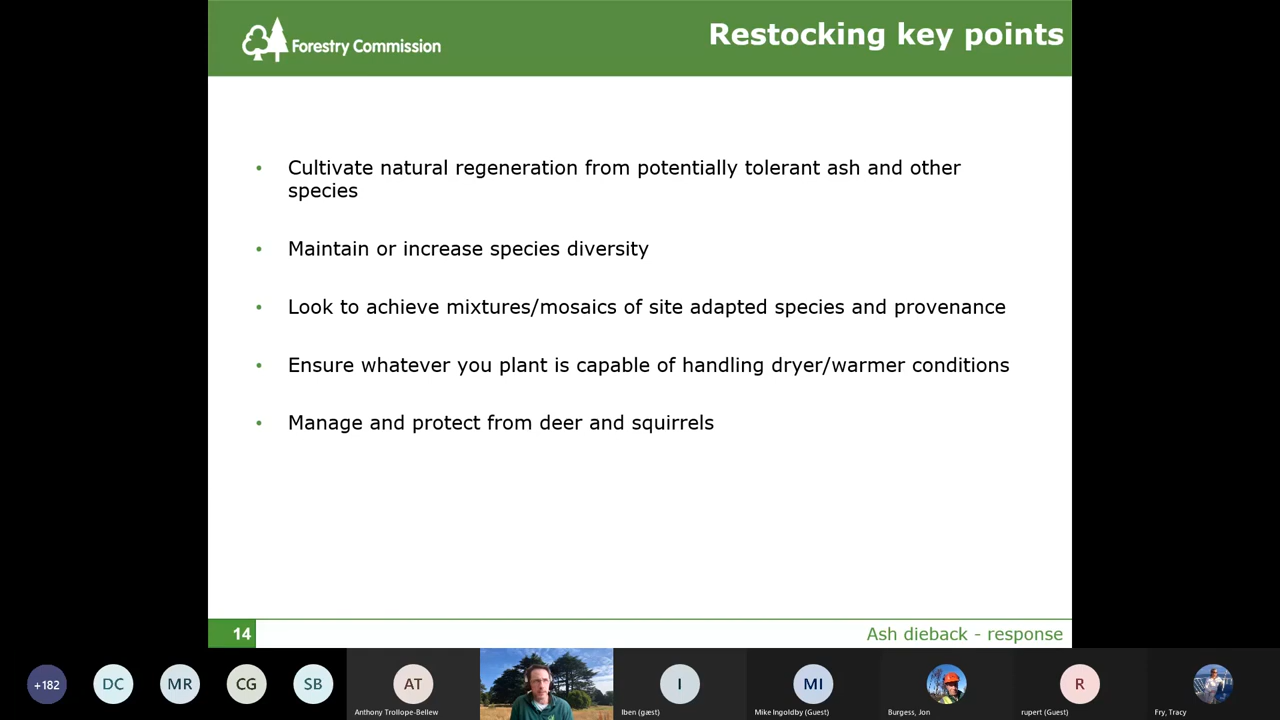 Forestry Commission
Restocking key points
• Cultivate natural regeneration from potentially tolerant ash and other
species
• Maintain or increase species diversity
• Look to achieve mixtures/mosaics of site adapted species and provenance
• Ensure whatever you plant is capable of handling dryer/warmer conditions
• Manage and protect from deer and squirrels
14
Ash dieback - response
+182
DC
MR
CG
SB
AT
I
MI
R
Anthony Trollope-Bellew
Iben (gæst)
Mike Ingoldby (Guest)
Burgess, Jon
rupert (Guest)
Fry, Tracy